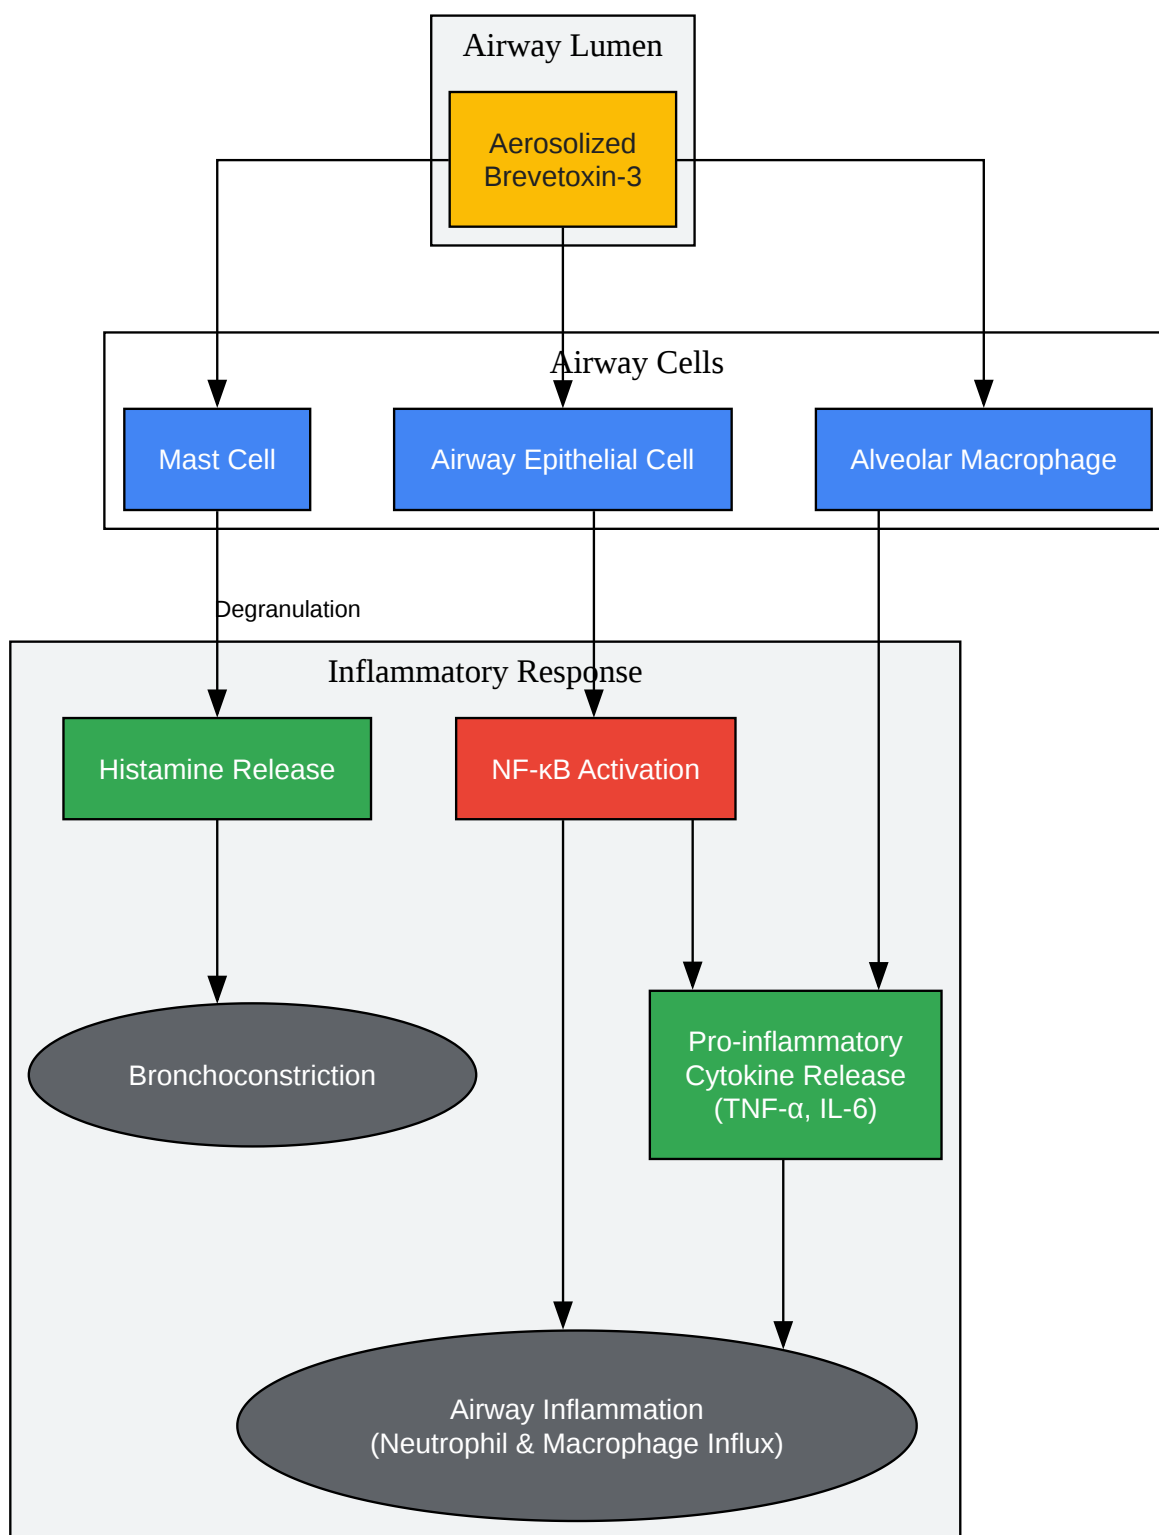 Airway Lumen
Aerosolized
Brevetoxin-3
Airway Cells
Mast Cell
Airway Epithelial Cell
Alveolar Macrophage
Degranulation
Inflammatory Response
Histamine Release
NF-κB Activation
Bronchoconstriction
Pro-inflammatory
Cytokine Release
(TNF-α, IL-6)
Airway Inflammation
(Neutrophil & Macrophage Influx)